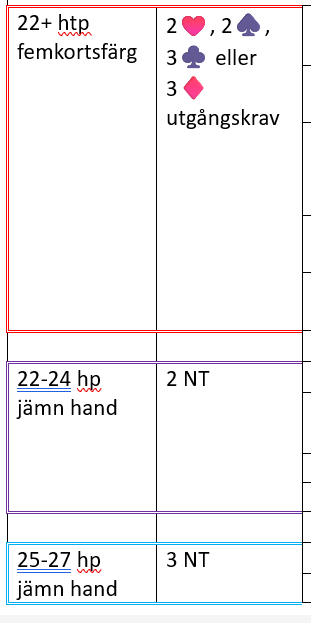 22+ htp
femkortsfärg
2♥, 2♠,
3♣ eller
3♦
utgångskrav
22-24 hp
jämn hand
2 NT
25-27 hp
jämn hand
3 NT